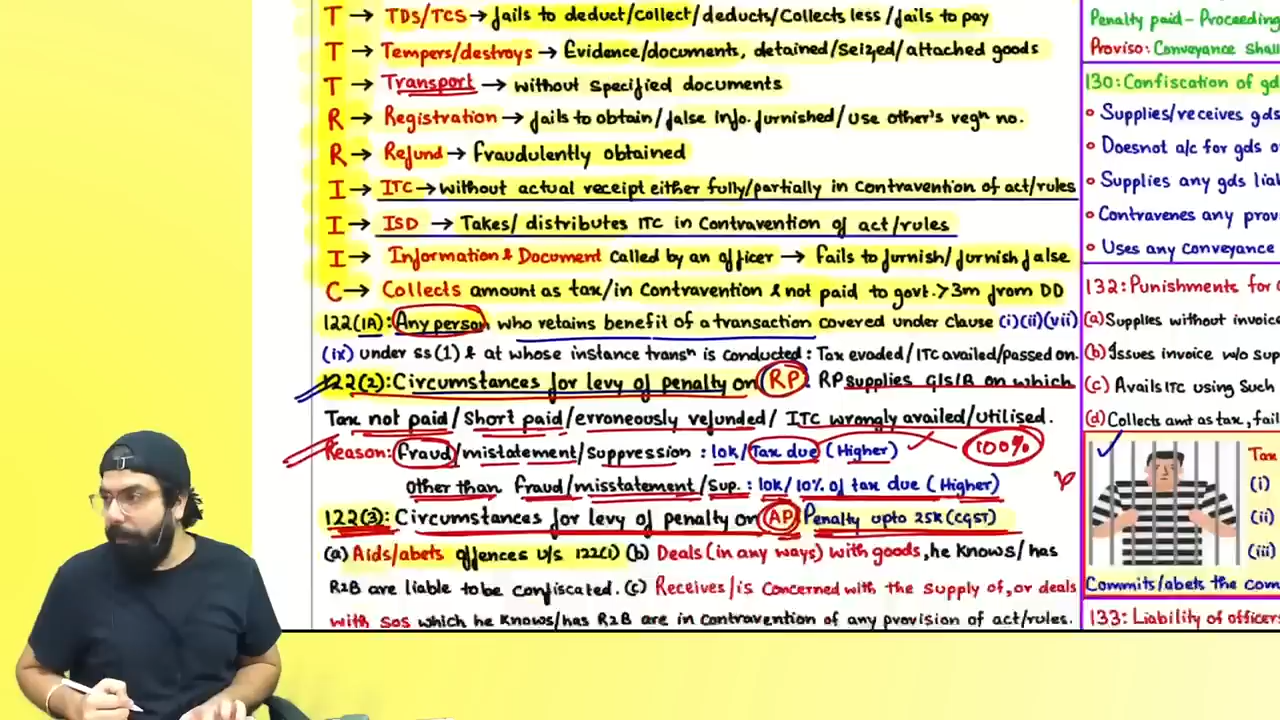 T → TDS/TCS → fails to deduct/collect/deducts/Collects less/fails to pay
T → Tempers/destroys → Evidence/documents, detained/Seized/attached goods
T → Transport → without specified documents
R → Registration → fails to obtain/false Info. furnished/use other's regn no.
R → Refund → fraudulently obtained
I → ITC → without actual receipt either fully/partially in Contravention of act/rules
I → ISD → Takes/distributes ITC in Contravention of act/rules
I → Information & Document called by an officer → fails to furnish/furnish false
C → Collects amount as tax/in Contravention & not paid to govt. > 3m from DD
122(1A): Any person who retains benefit of a transaction covered under clause (i)(ii)(vii)
(ix) under ss(1) & at whose instance transn is conducted: Tax evaded/ITC availed/passed on.
122(2): Circumstances for levy of penalty on RP: RP supplies G/S/B on which
Tax not paid/Short paid/erroneously refunded/ITC wrongly availed/utilised.
Reason: fraud/misstatement/suppression: 10k/Tax due (Higher) 100%
Other than fraud/misstatement/Sup.: 10k/10% of tax due (Higher)
122(3): Circumstances for levy of penalty on AP Penalty upto 25K (CGST)
(a) Aids/abets offences u/s 122(1) (b) Deals (in any ways) with goods, he knows/has
R2B are liable to be confiscated. (c) Receives/is concerned with the supply of, or deals
with sos which he knows/has R2B are in contravention of any provision of act/rules.
Penalty paid - Proceeding
Proviso: Conveyance shall
130: Confiscation of gd
Supplies/receives gds
Doesnot a/c for gds o
Supplies any gds lia
Contravenes any prov
Uses any conveyance
132: Punishments for
(a) Supplies without invoice
(b) Issues invoice w/o sup
(c) Avails ITC using Such
(d) Collects amt as tax, fail
Tax
(i)
(ii)
(iii)
Commits/abets the com
133: Liability of officers